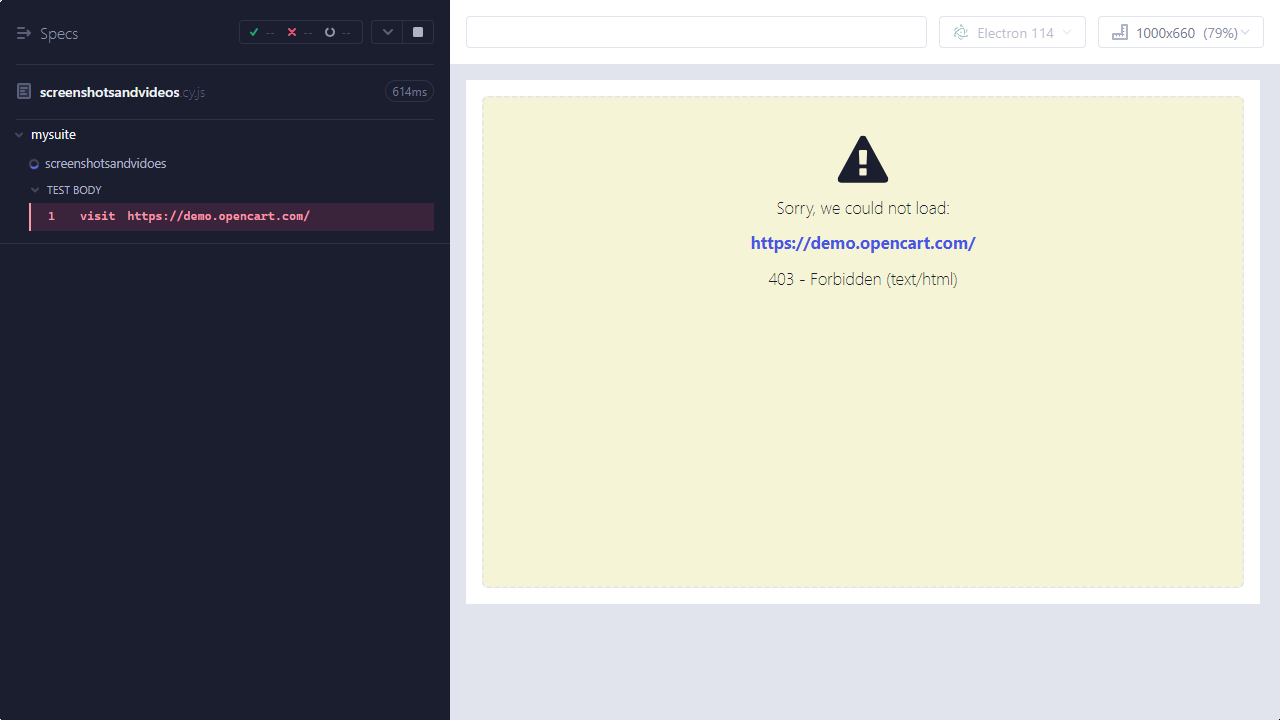 Specs
--
--
--
screenshotsandvideos cy.js
614ms
mysuite
screenshotsandvidoes
TEST BODY
1 visit https://demo.opencart.com/
Electron 114
1000x660 (79%)
Sorry, we could not load:
https://demo.opencart.com/
403 - Forbidden (text/html)